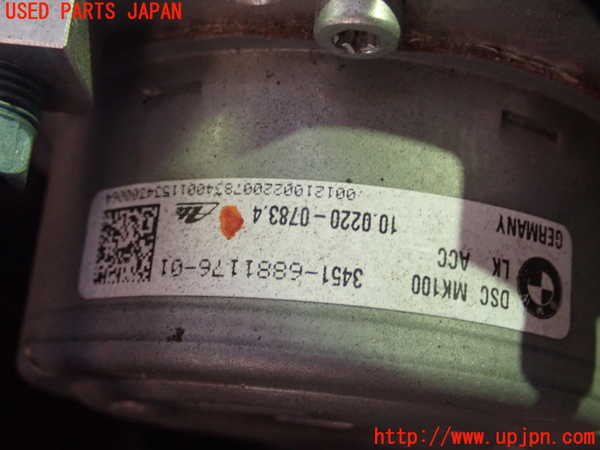 USED PARTS JAPAN
GERMANY
DSC MK100
LK ACC
3451-6881176-01
10.0220-0783.4
Ate
http://www.upjpn.com/